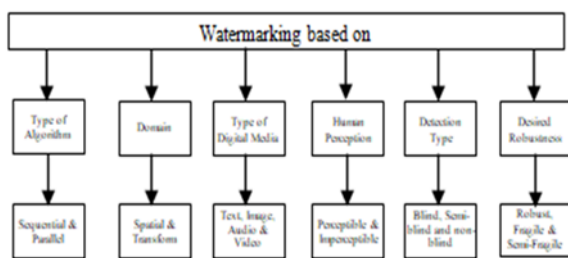 Watermarking based on
Type of
Algorithm
Domain
Type of
Digital Media
Human
Perception
Detection
Type
Desired
Robustness
Sequential &
Parallel
Spatial &
Transform
Text, Image,
Audio &
Video
Perceptible &
Imperceptible
Blind, Semi-
blind and non-
blind
Robust,
Fragile &
Semi-Fragile